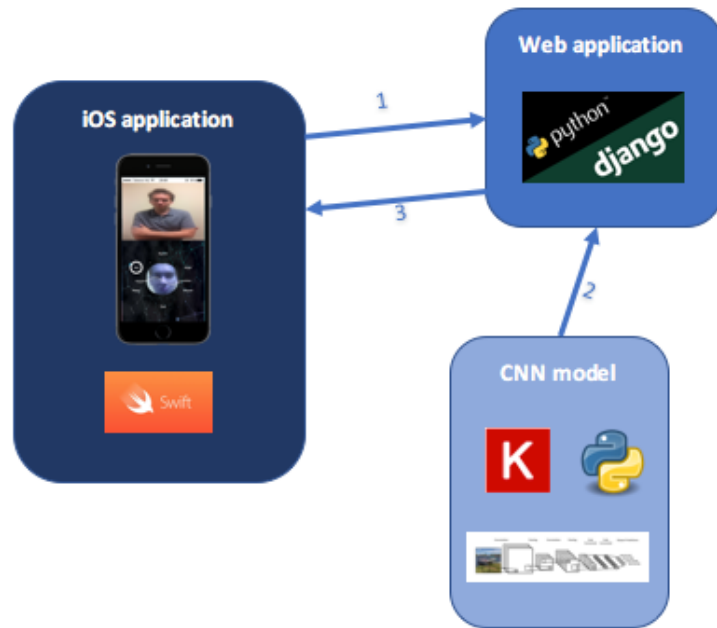 Web application
iOS application
1
python
django
3
2
Swift
CNN model
K